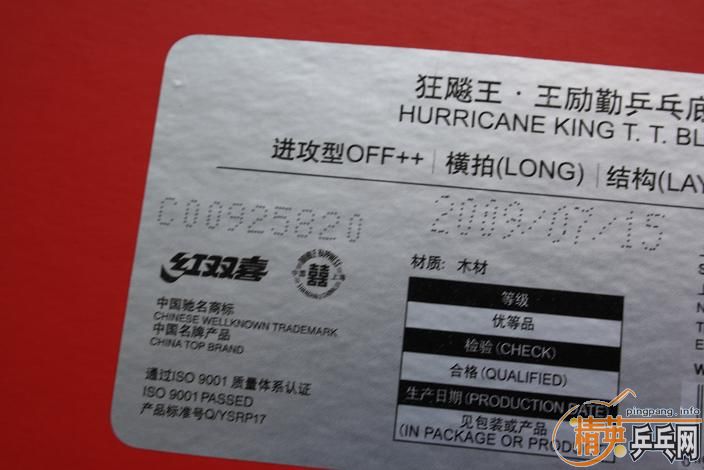 狂飚王·王励勤乒乓底
HURRICANE KING T. T. BL
进攻型OFF++ 横拍(LONG) 结构(LAY
C00925820 2009/07/15
红双喜
材质：木材
中国驰名商标
CHINESE WELLKNOWN TRADEMARK
中国名牌产品
CHINA TOP BRAND
通过ISO 9001 质量体系认证
ISO 9001 PASSED
产品标准号Q/YSRP17
等级
优等品
检验(CHECK)
合格(QUALIFIED)
生产日期(PRODUCTION DATE)
见包装或产品
(IN PACKAGE OR PRODU
pingpang.info
精英乒乓网